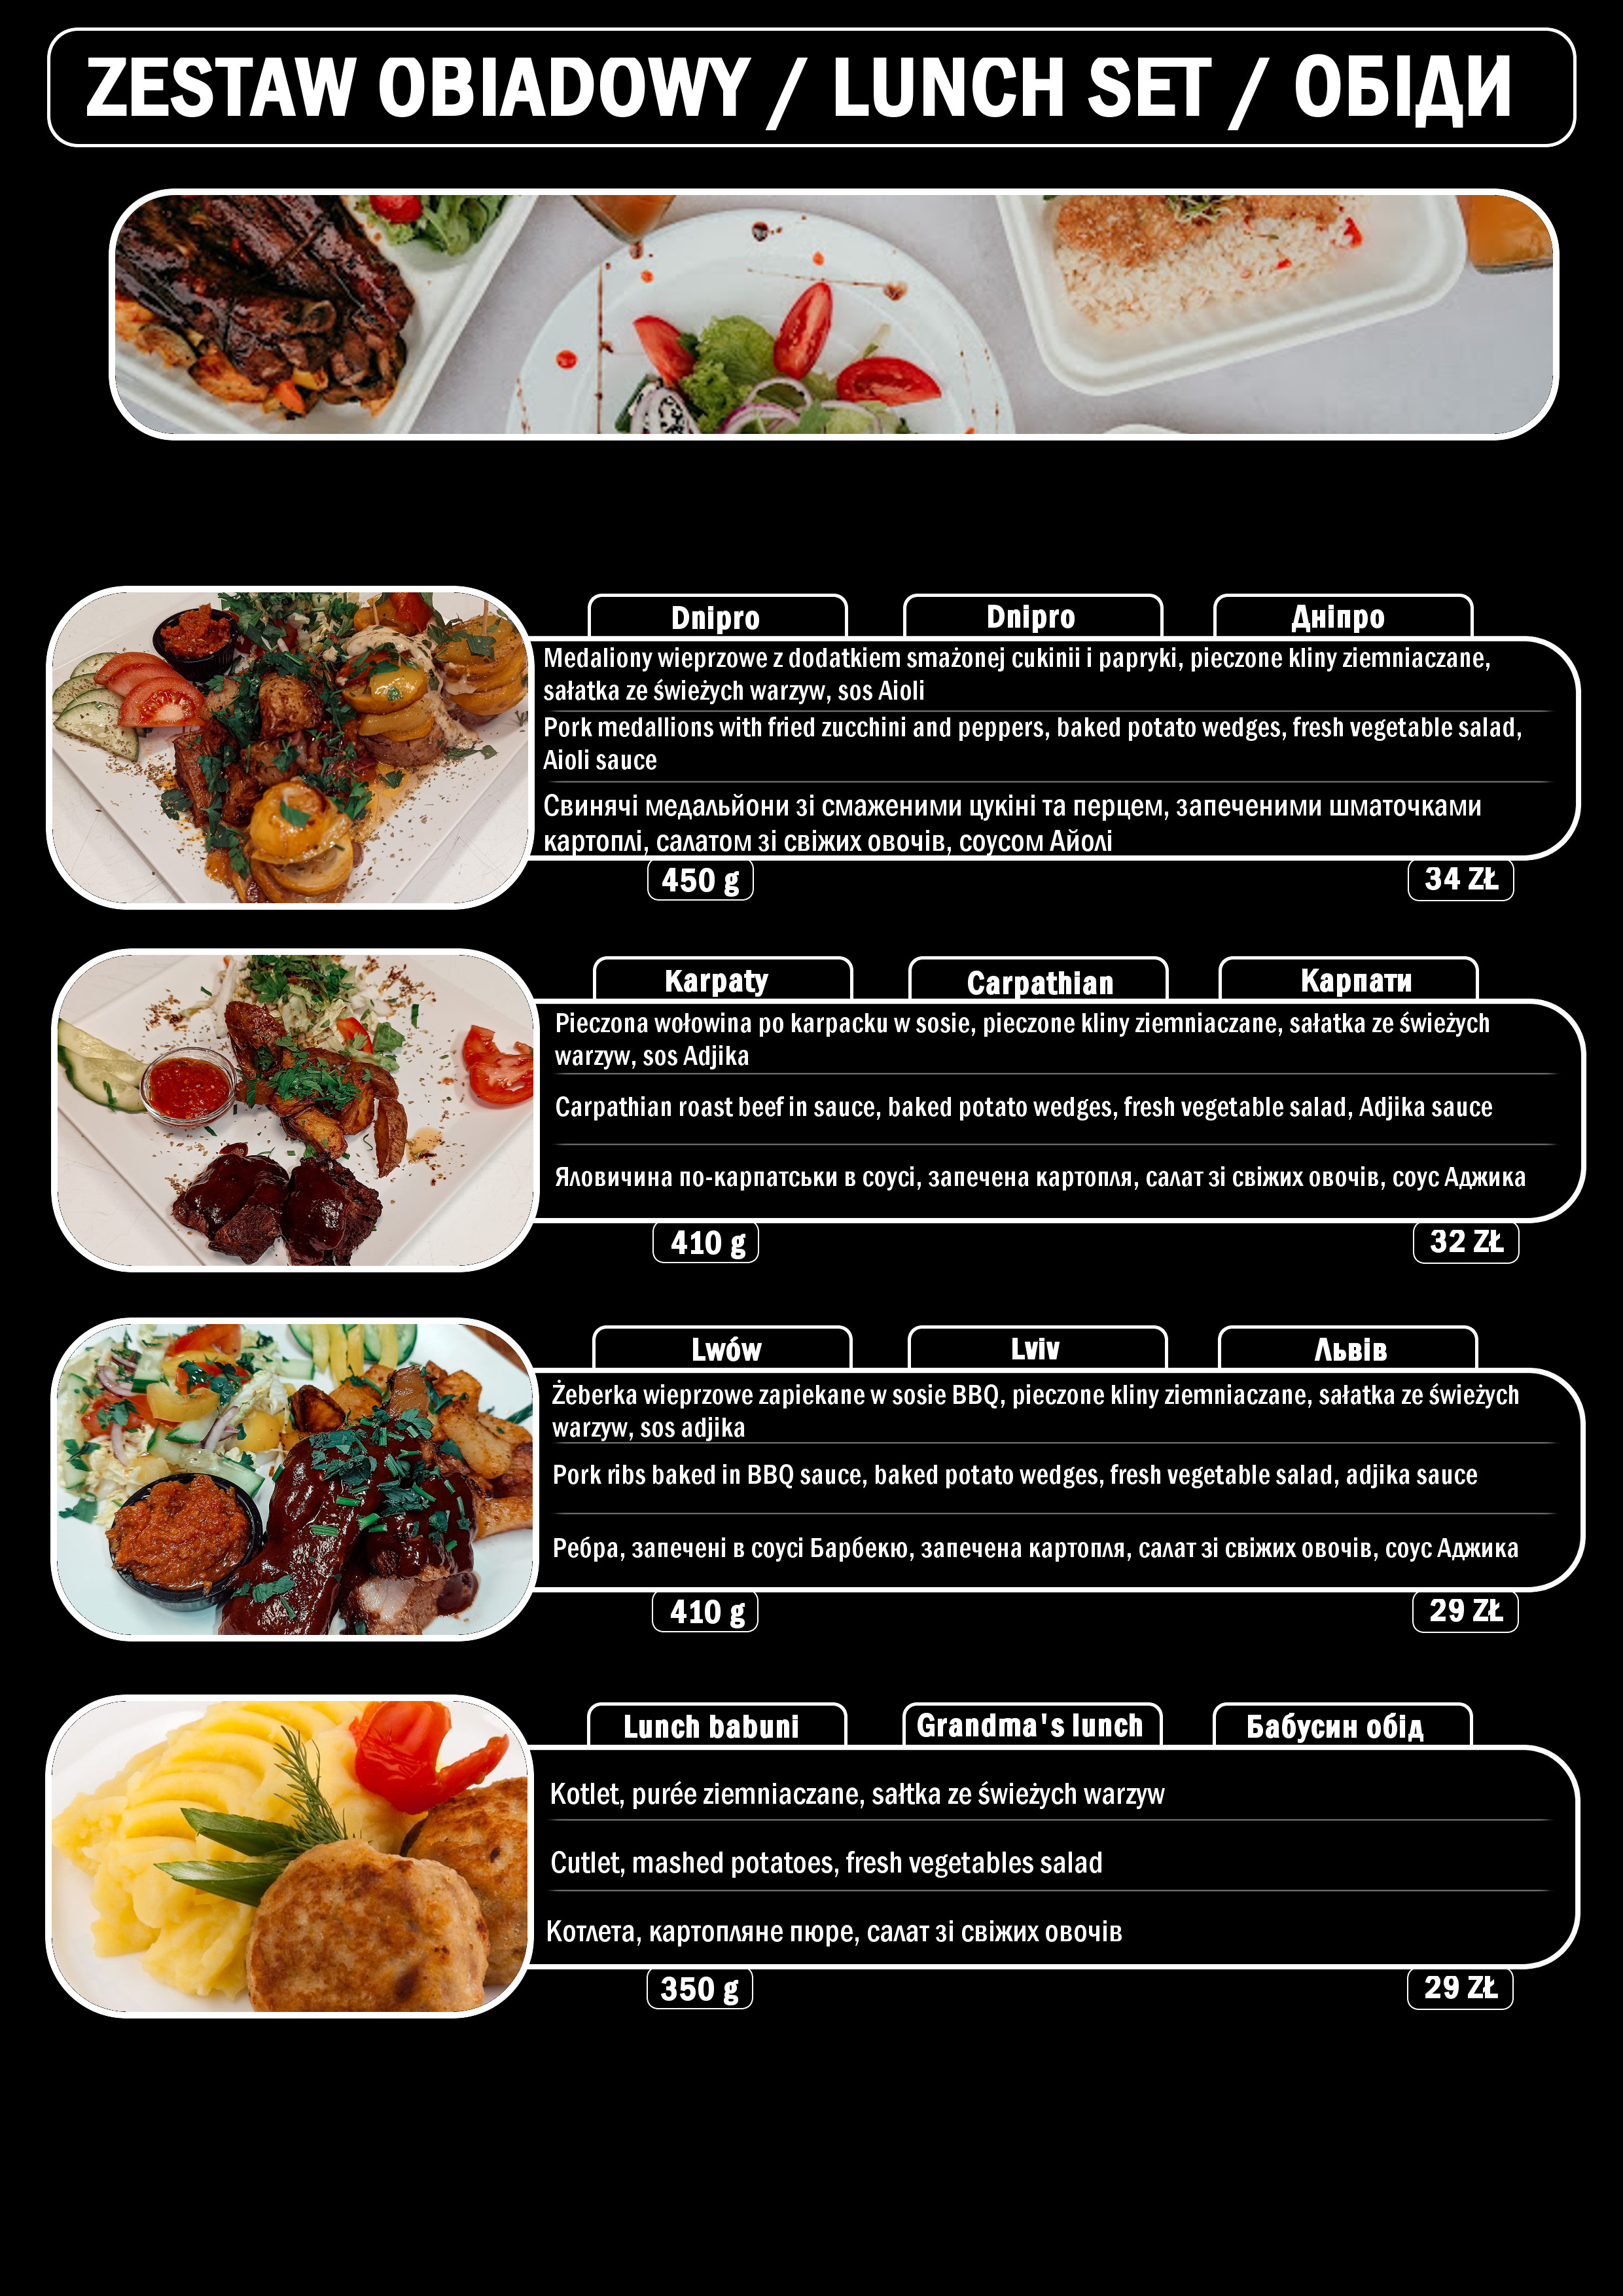 ZESTAW OBIADOWY / LUNCH SET / ОБІДИ
Dnipro
Dnipro
Дніпро
Medaliony wieprzowe z dodatkiem smażonej cukinii i papryki, pieczone kliny ziemniaczane,
sałatka ze świeżych warzyw, sos Aioli
Pork medallions with fried zucchini and peppers, baked potato wedges, fresh vegetable salad,
Aioli sauce
Свинячі медальйони зі смаженими цукіні та перцем, запеченими шматочками
картоплі, салатом зі свіжих овочів, соусом Айолі
450 g
34 ZŁ
Karpaty
Carpathian
Карпати
Pieczona wołowina po karpacku w sosie, pieczone kliny ziemniaczane, sałatka ze świeżych
warzyw, sos Adjika
Carpathian roast beef in sauce, baked potato wedges, fresh vegetable salad, Adjika sauce
Яловичина по-карпатськи в соусі, запечена картопля, салат зі свіжих овочів, соус Аджика
410 g
32 ZŁ
Lwów
Lviv
Львів
Żeberka wieprzowe zapiekane w sosie BBQ, pieczone kliny ziemniaczane, sałatka ze świeżych
warzyw, sos adjika
Pork ribs baked in BBQ sauce, baked potato wedges, fresh vegetable salad, adjika sauce
Ребра, запечені в соусі Барбекю, запечена картопля, салат зі свіжих овочів, соус Аджика
410 g
29 ZŁ
Lunch babuni
Grandma's lunch
Бабусин обід
Kotlet, purée ziemniaczane, sałtka ze świeżych warzyw
Cutlet, mashed potatoes, fresh vegetables salad
Котлета, картопляне пюре, салат зі свіжих овочів
350 g
29 ZŁ